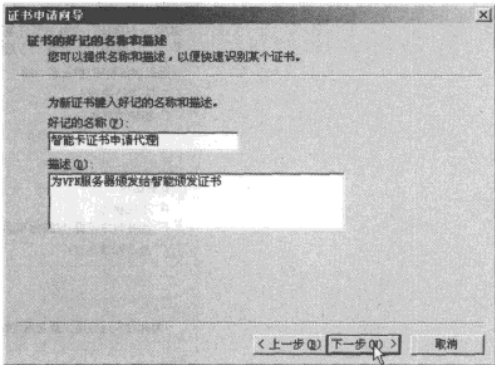 证书申请向导
证书的好记的名称和描述
您可以提供名称和描述，以便快速识别某个证书。
为新证书键入好记的名称和描述。
好记的名称(F):
智能卡证书申请代理
描述(D):
为VPN服务器颁发给智能颁发证书
< 上一步(B)
下一步(N) >
取消